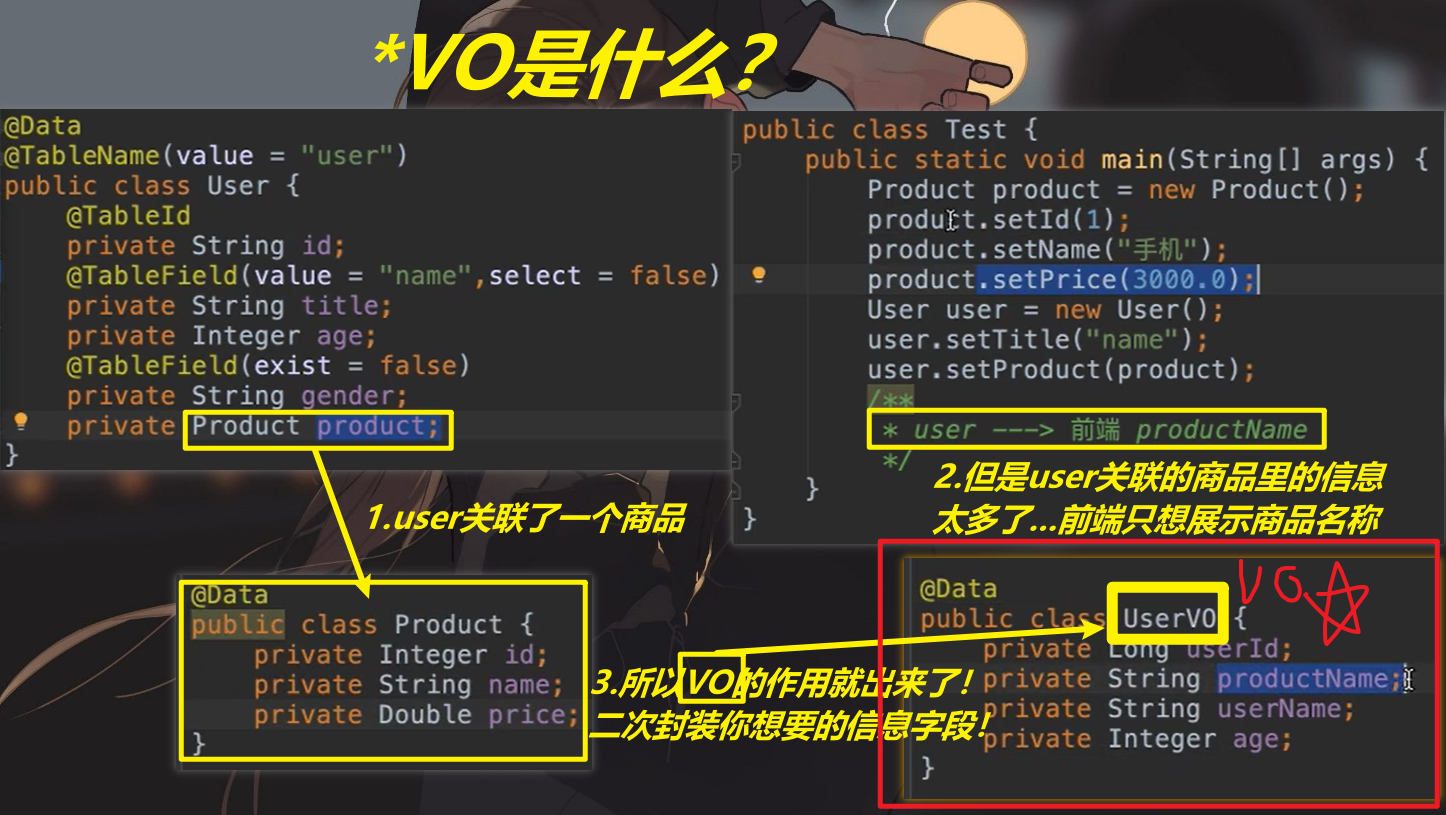 *VO是什么?
@Data
@TableName(value = "user")
public class User {
@TableId
private String id;
@TableField(value = "name",select = false)
private String title;
private Integer age;
@TableField(exist = false)
private String gender;
private Product product;
}
public class Test {
public static void main(String[] args) {
Product product = new Product();
product.setId(1);
product.setName("手机");
product.setPrice(3000.0);
User user = new User();
user.setTitle("name");
user.setProduct(product);
/**
* user ---> 前端 productName
*/
}
}
1.user关联了一个商品
2.但是user关联的商品里的信息
太多了...前端只想展示商品名称
@Data
public class Product {
private Integer id;
private String name;
private Double price;
}
3.所以VO的作用就出来了!
二次封装你想要的信息字段!
VO
@Data
public class UserVO {
private Long userId;
private String productName;
private String userName;
private Integer age;
}